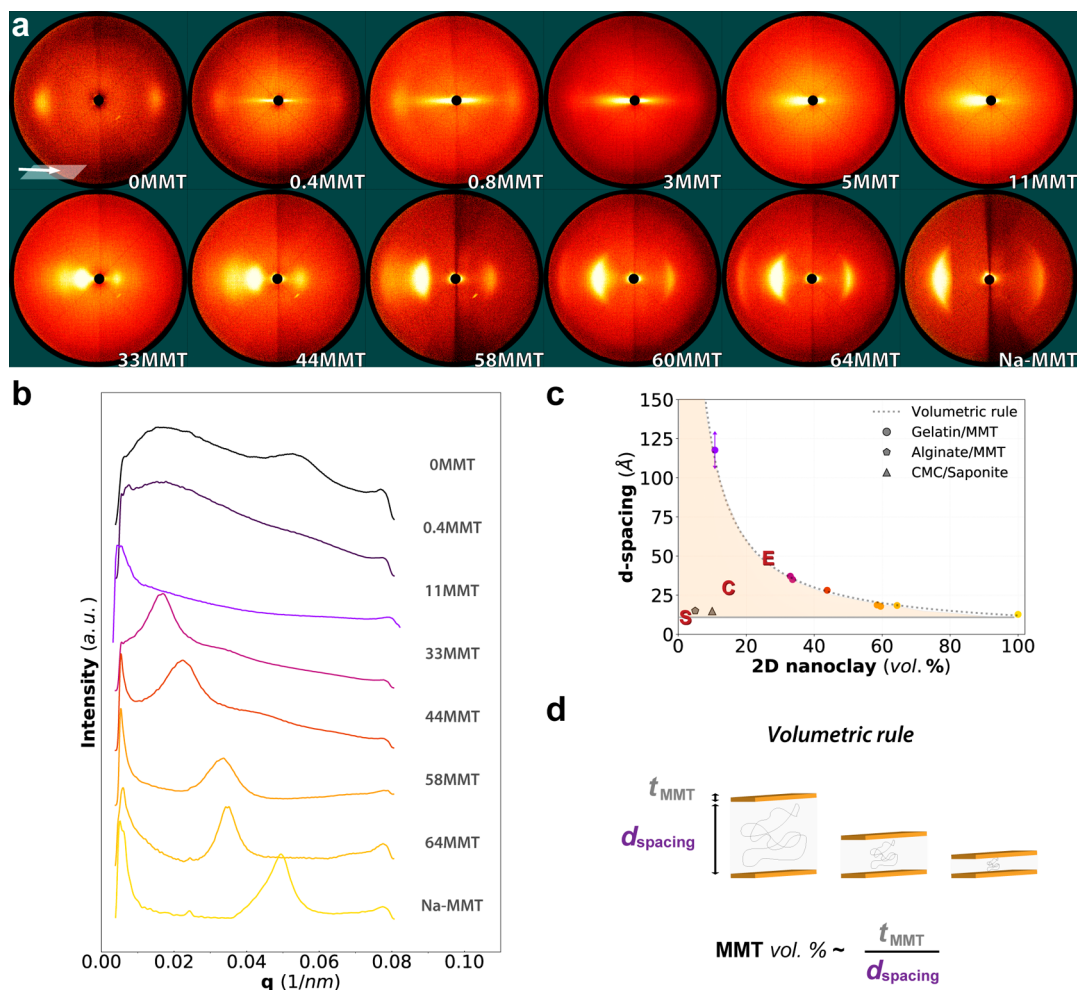 a
0MMT
0.4MMT
0.8MMT
3MMT
5MMT
11MMT
33MMT
44MMT
58MMT
60MMT
64MMT
Na-MMT
b
Intensity (a. u.)
0MMT
0.4MMT
11MMT
33MMT
44MMT
58MMT
64MMT
Na-MMT
0.00 0.02 0.04 0.06 0.08 0.10
q (1/nm)
c
d-spacing (Å)
150
125
100
75
50
25
0
Volumetric rule
Gelatin/MMT
Alginate/MMT
CMC/Saponite
E
C
S
0 20 40 60 80 100
2D nanoclay (vol. %)
d
Volumetric rule
tMMT
dspacing
MMT vol. % ~ tMMT
dspacing